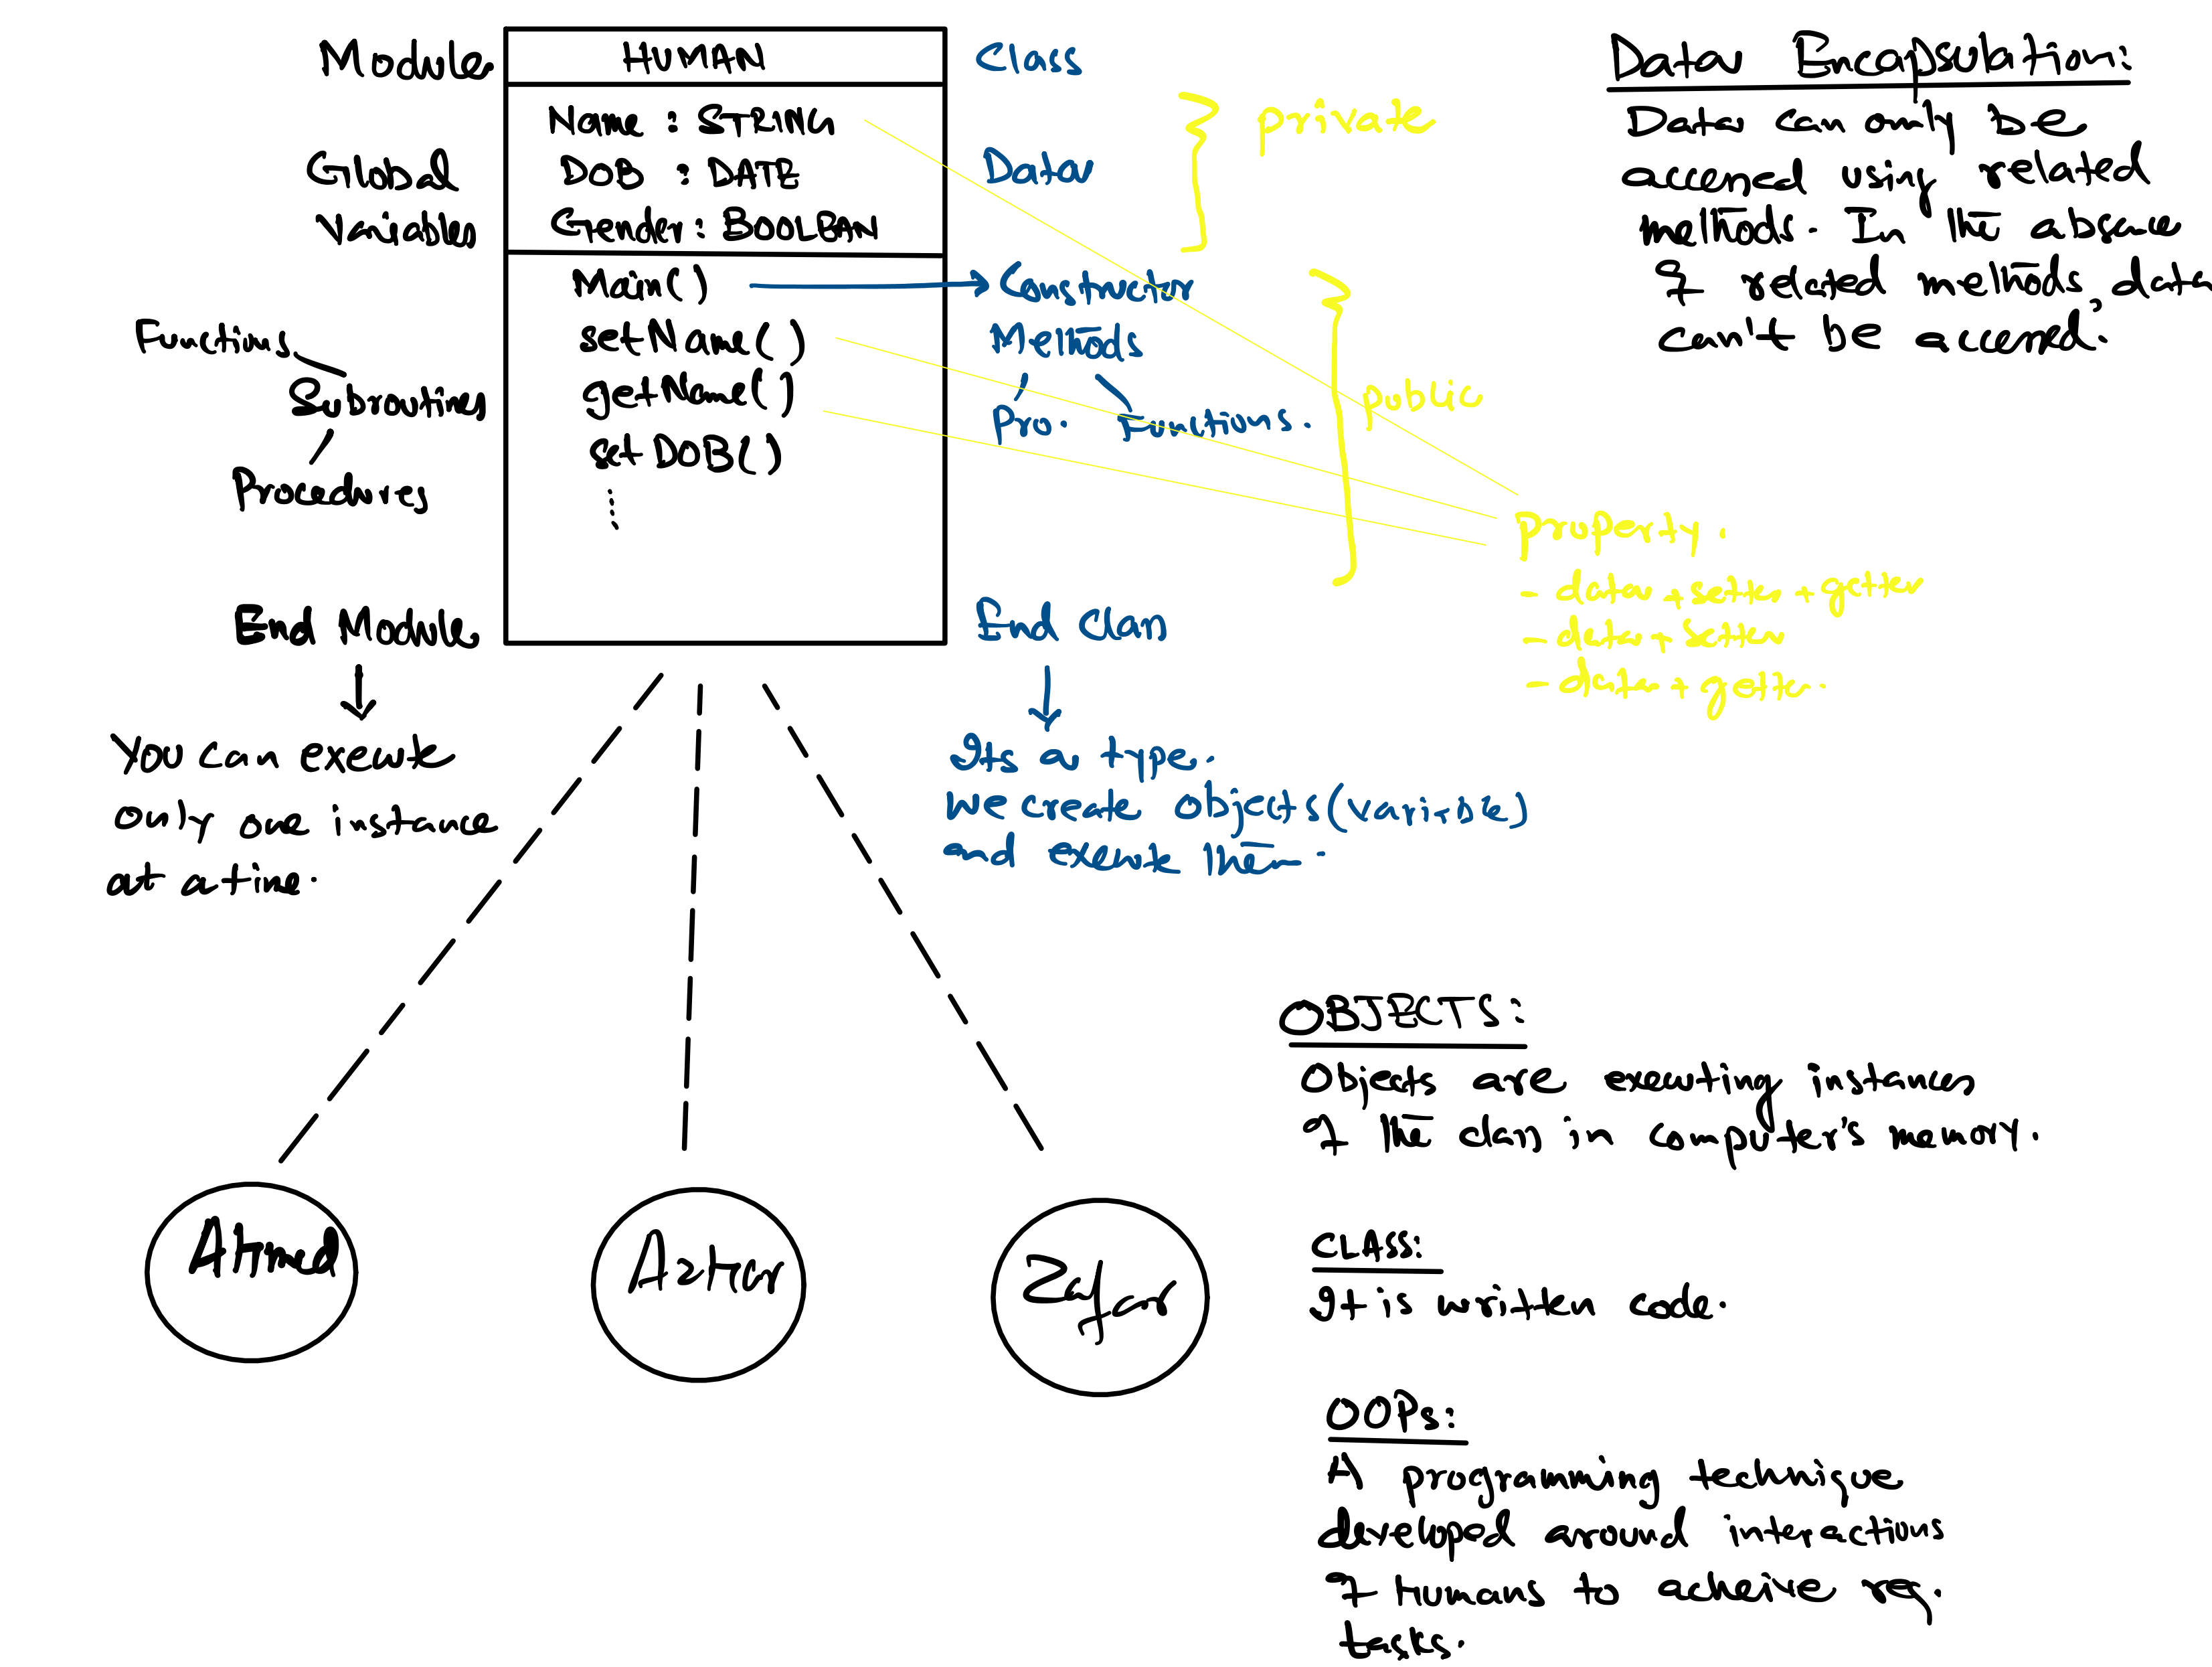 Module
HUMAN
Class
Name : STRING
DOB : DATE
Gender : BOOLEAN
Global
Variables
Data
private
Main()
setName()
getName()
setDOB()
Constructor
Methods
Pro. Functions.
public
Functions
Subroutines
Procedures
property.
- data + setter + getter
- data + setter
- data + getter.
End Module
End Class
You can execute
only one instance
at a time.
Its a type.
We create objects (variable)
and execute them.
Ahmed
Azhar
Zafar
Data Encapsulation:
Data can only be
accessed using related
methods. In the absence
of related methods, data
can't be accessed.
OBJECTS:
Objects are executing instances
of the class in computer's memory.
CLASS:
It is written code.
OOPs:
A programming technique
developed around interactions
of Humans to acheive req.
tasks.